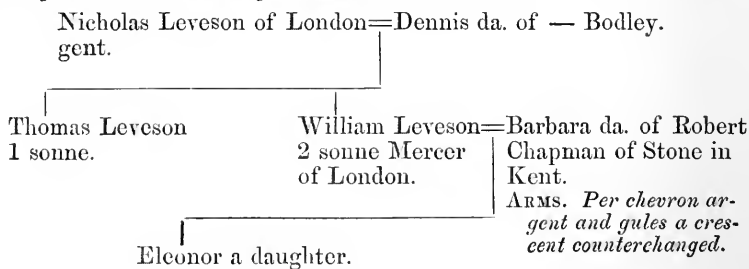 Nicholas Leveson of London=Dennis da. of — Bodley.
gent.
Thomas Leveson
1 sonne.
William Leveson=Barbara da. of Robert
2 sonne Mercer Chapman of Stone in
of London. Kent.
ARMS. Per chevron ar-
gent and gules a cres-
cent counterchanged.
Eleonor a daughter.